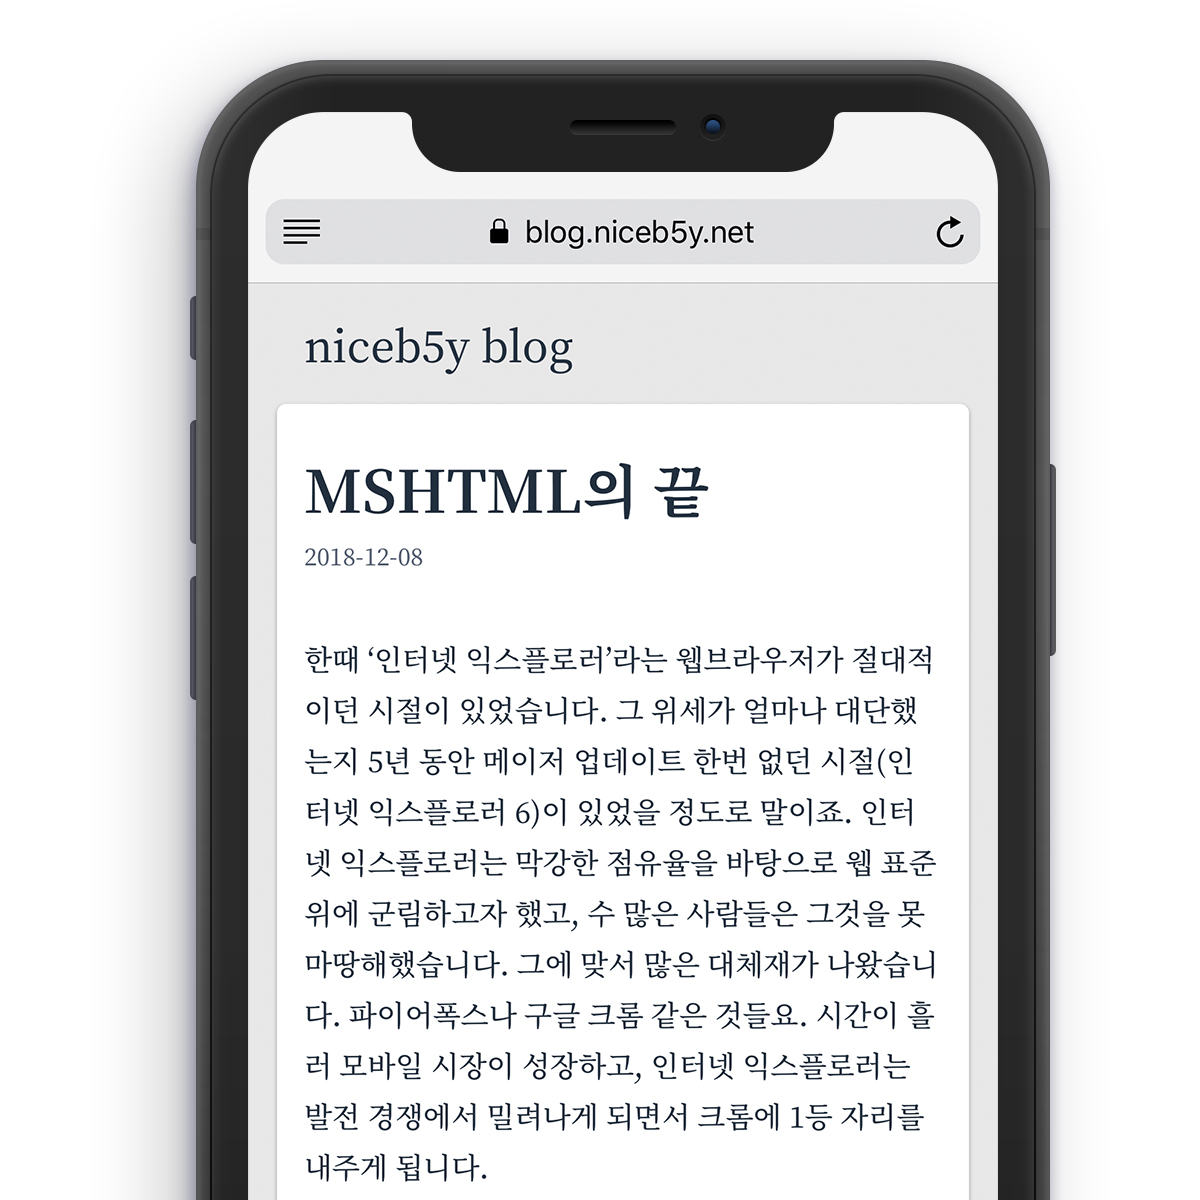 blog.niceb5y.net
niceb5y blog
MSHTML의 끝
2018-12-08
한때 ‘인터넷 익스플로러’라는 웹브라우저가 절대적
이던 시절이 있었습니다. 그 위세가 얼마나 대단했
는지 5년 동안 메이저 업데이트 한번 없던 시절(인
터넷 익스플로러 6)이 있었을 정도로 말이죠. 인터
넷 익스플로러는 막강한 점유율을 바탕으로 웹 표준
위에 군림하고자 했고, 수 많은 사람들은 그것을 못
마땅해했습니다. 그에 맞서 많은 대체재가 나왔습니
다. 파이어폭스나 구글 크롬 같은 것들요. 시간이 흘
러 모바일 시장이 성장하고, 인터넷 익스플로러는
발전 경쟁에서 밀려나게 되면서 크롬에 1등 자리를
내주게 됩니다.